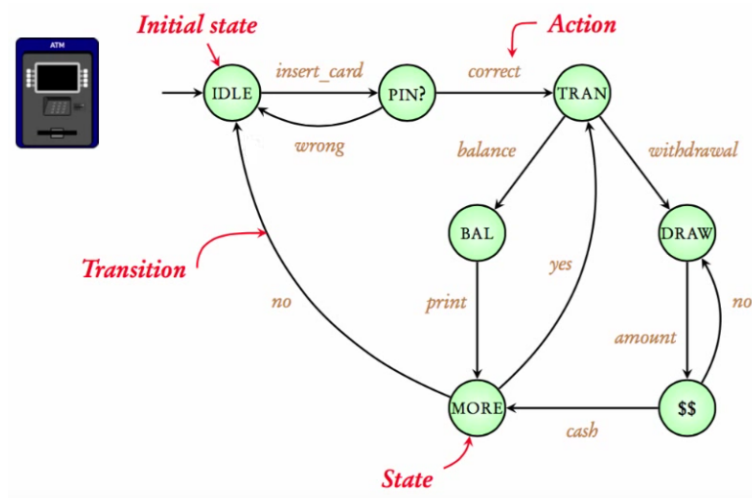 Initial state
Action
ATM
IDLE
insert_card
PIN?
correct
TRAN
wrong
balance
withdrawal
BAL
DRAW
Transition
no
print
yes
amount
no
MORE
$$
cash
State